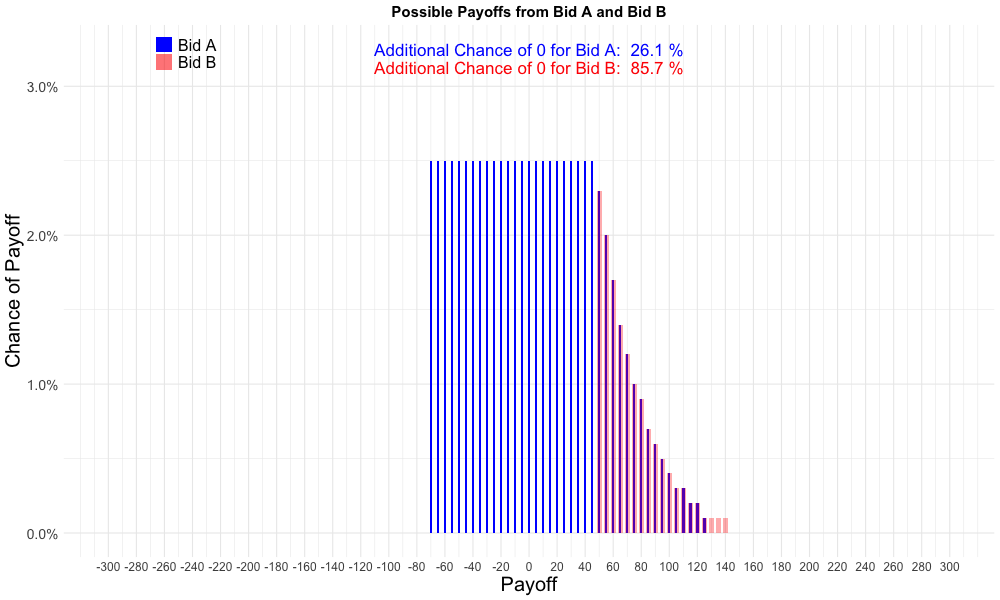 Possible Payoffs from Bid A and Bid B
Bid A
Bid B
Additional Chance of 0 for Bid A:  26.1 %
Additional Chance of 0 for Bid B:  85.7 %
Chance of Payoff
3.0%
2.0%
1.0%
0.0%
-300 -280 -260 -240 -220 -200 -180 -160 -140 -120 -100 -80 -60 -40 -20 0 20 40 60 80 100 120 140 160 180 200 220 240 260 280 300
Payoff